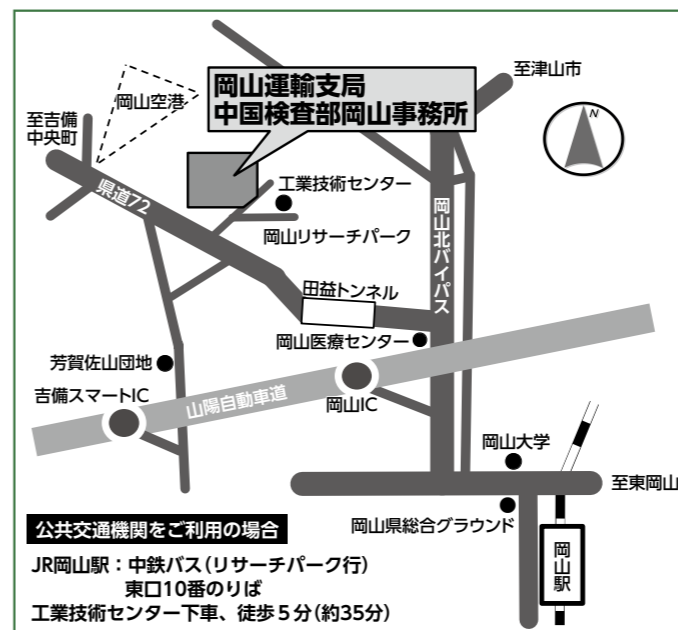 至津山市
岡山運輸支局
中国検査部岡山事務所
岡山空港
至吉備
中央町
N
県道72
工業技術センター
岡山リサーチパーク
岡山北バイパス
田益トンネル
岡山医療センター
芳賀佐山団地
吉備スマートIC
山陽自動車道
岡山IC
岡山大学
至東岡山
岡山県総合グラウンド
岡山駅
公共交通機関をご利用の場合
JR岡山駅：中鉄バス（リサーチパーク行）
東口10番のりば
工業技術センター下車、徒歩５分（約35分）